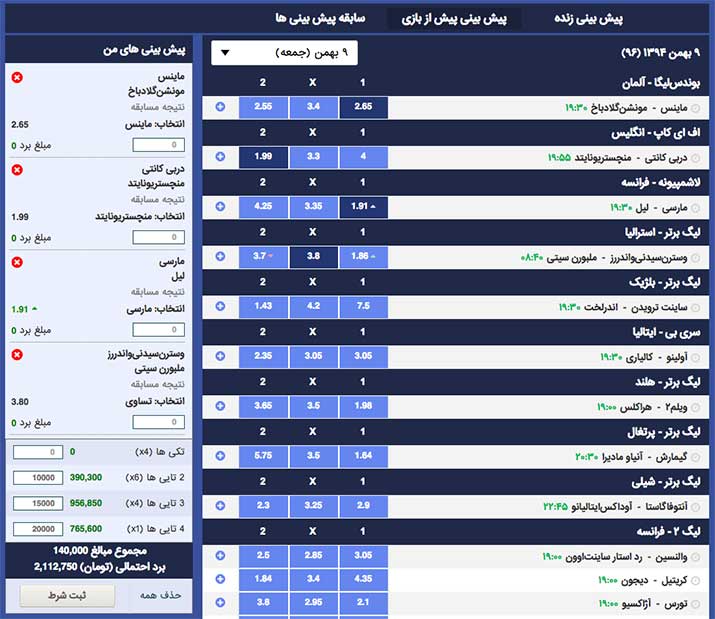 پیش بینی زنده	پیش بینی پیش از بازی	سابقه پیش بینی ها
۹ بهمن ۱۳۹۴ (۹۶)	۹ بهمن (جمعه)
بوندس‌لیگا - آلمان	1	X	2
ماینس - مونشن‌گلادباخ ۱۹:۳۰	2.65	3.4	2.55
اف ای کاپ - انگلیس	1	X	2
دربی کانتی - منچستریونایتد ۱۹:۵۵	4	3.3	1.99
لاشمپیونه - فرانسه	1	X	2
مارسی - لیل ۱۹:۳۰	1.91	3.35	4.25
لیگ برتر - استرالیا	1	X	2
وسترن‌سیدنی‌واندررز - ملبورن سیتی ۰۸:۴۰	1.86	3.8	3.7
لیگ برتر - بلژیک	1	X	2
ساینت ترویدن - اندرلخت ۱۹:۳۰	7.5	4.2	1.43
سری بی - ایتالیا	1	X	2
آولینو - کالیاری ۱۹:۳۰	3.05	3.05	2.35
لیگ برتر - هلند	1	X	2
ویلم۲ - هراکلس ۱۹:۰۰	1.98	3.5	3.65
لیگ برتر - پرتغال	1	X	2
گیمارش - آنیاو مادیرا ۲۰:۳۰	1.64	3.5	5.75
لیگ برتر - شیلی	1	X	2
آنتوفاگاستا - آوداکس‌ایتالیانو ۲۲:۴۵	2.9	3.25	2.3
لیگ ۲ - فرانسه	1	X	2
والنسین - رد استار ساینت‌اوون ۱۹:۰۰	3.05	2.85	2.5
کریتیل - دیجون ۱۹:۰۰	4.35	3.4	1.84
تورس - آژاکسیو ۱۹:۰۰	2.1	2.95	3.8
پیش بینی های من
ماینس
مونشن‌گلادباخ
نتیجه مسابقه
انتخاب: ماینس	2.65
0	مبلغ برد 0
دربی کانتی
منچستریونایتد
نتیجه مسابقه
انتخاب: منچستریونایتد	1.99
0	مبلغ برد 0
مارسی
لیل
نتیجه مسابقه
انتخاب: مارسی	1.91
0	مبلغ برد 0
وسترن‌سیدنی‌واندررز
ملبورن سیتی
نتیجه مسابقه
انتخاب: تساوی	3.80
0	مبلغ برد 0
تکی ها (x4)	0	0
2 تایی ها (x6)	390,300	10000
3 تایی ها (x4)	956,850	15000
4 تایی ها (x1)	765,600	20000
مجموع مبالغ 140,000
برد احتمالی (تومان) 2,112,750
حذف همه	ثبت شرط